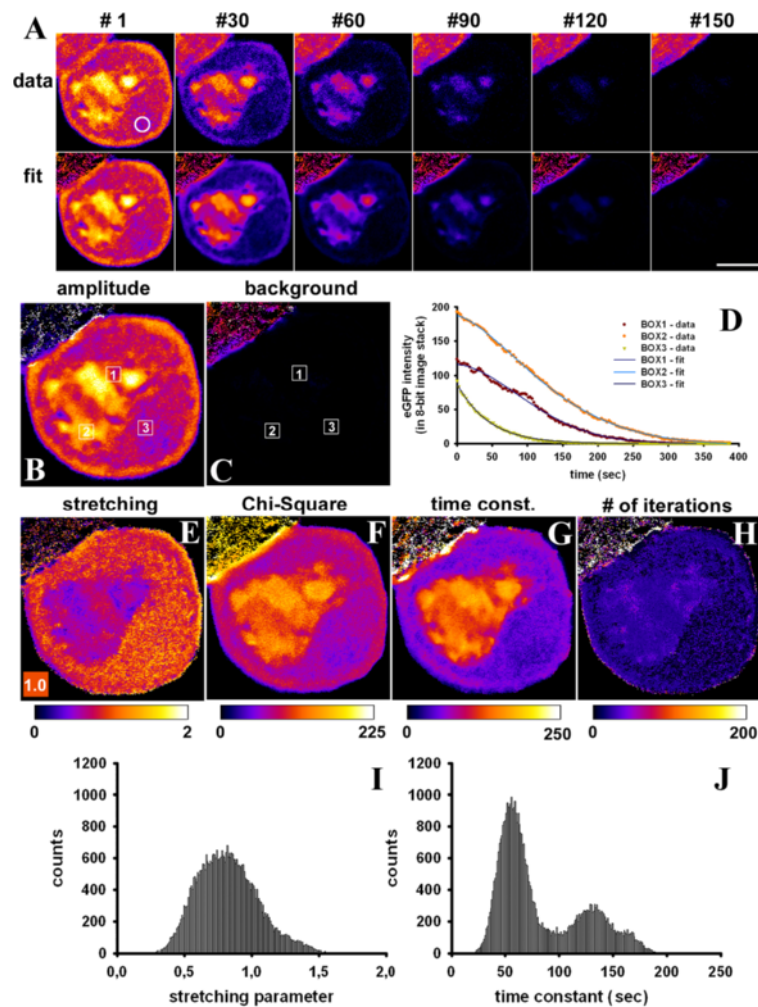 A
# 1 #30 #60 #90 #120 #150
data
fit
amplitude background
1
2
3
B
1
2
3
C
D
eGFP intensity
(in 8-bit image stack)
200
150
100
50
0
BOX1 - data
BOX2 - data
BOX3 - data
BOX1 - fit
BOX2 - fit
BOX3 - fit
0 50 100 150 200 250 300 350 400
time (sec)
stretching Chi-Square time const. # of iterations
E F G H
1.0
0 2 0 225 0 250 0 200
I
counts
1200
1000
800
600
400
200
0
0,0 0,5 1,0 1,5 2,0
stretching parameter
J
counts
1200
1000
800
600
400
200
0
0 50 100 150 200 250
time constant (sec)